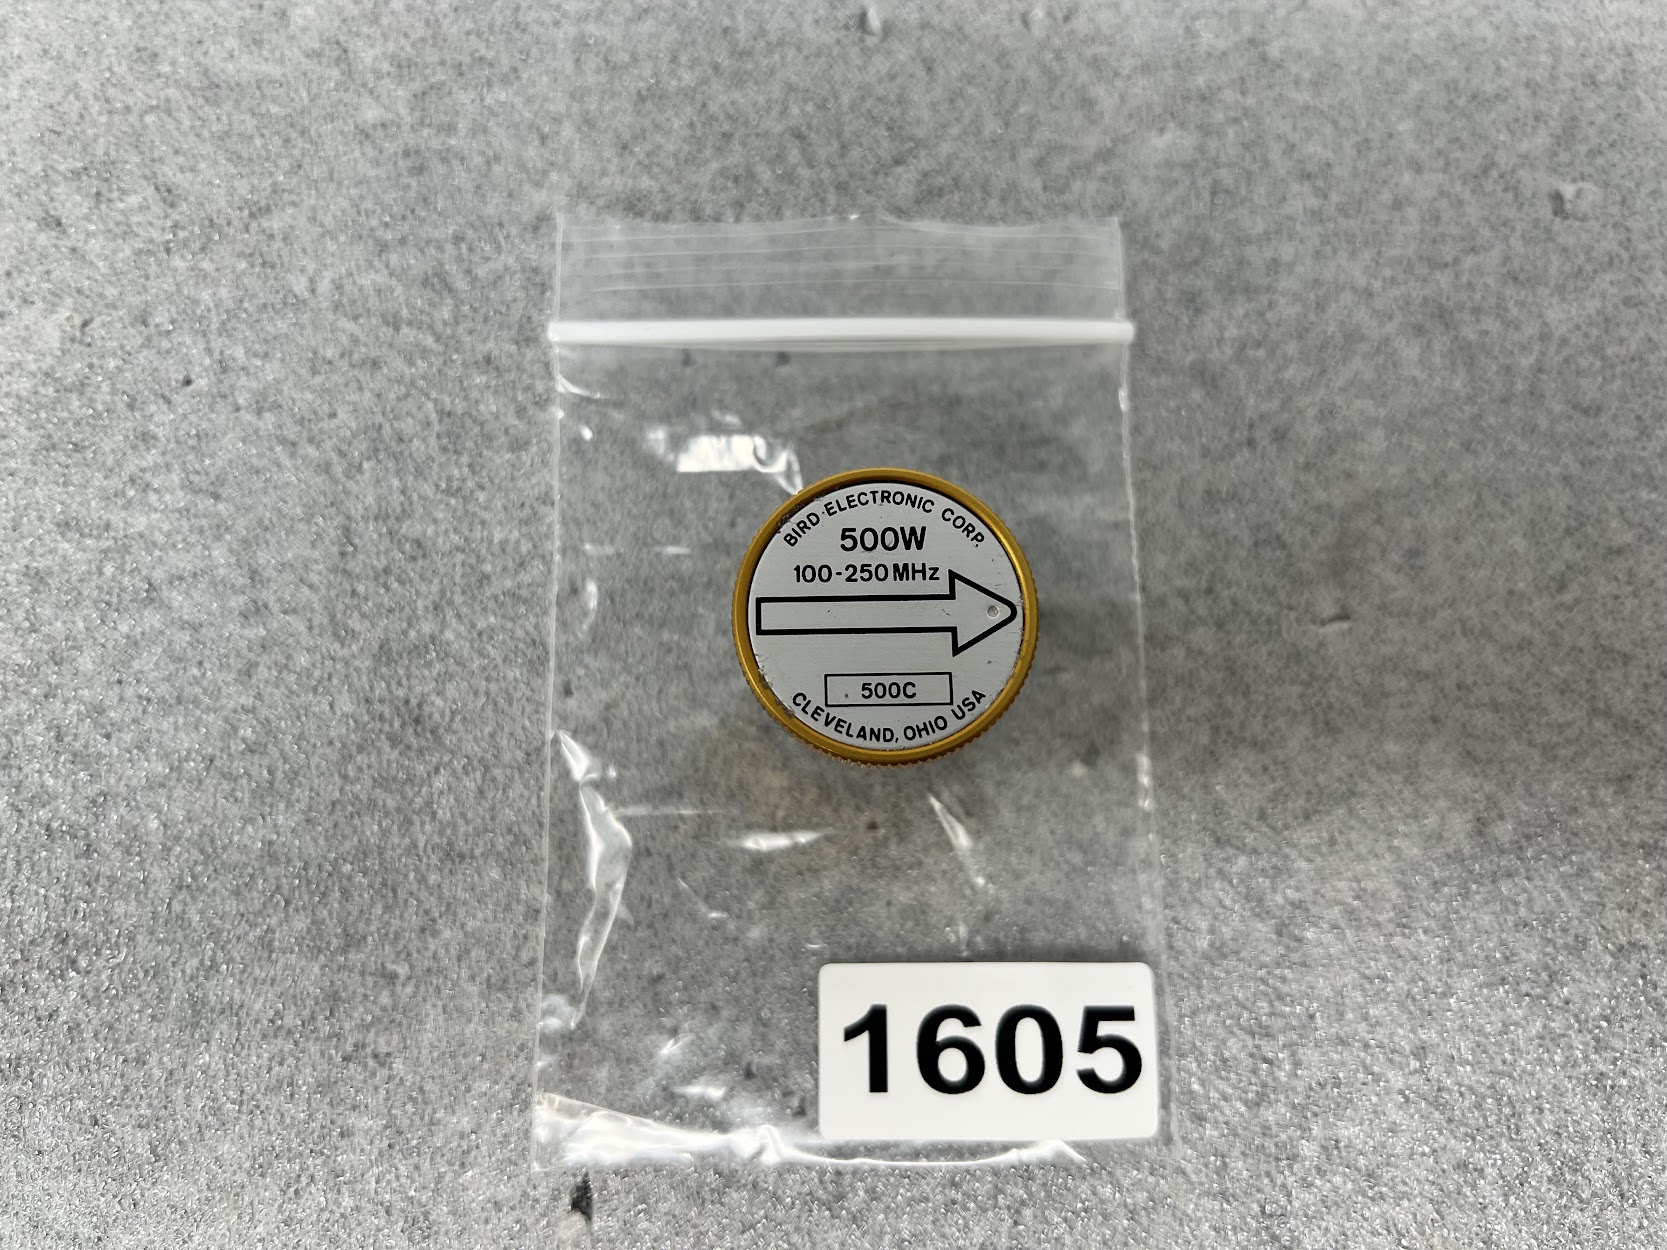 BIRD ELECTRONIC CORP.
500W
100-250 MHz
500C
CLEVELAND, OHIO USA
1605